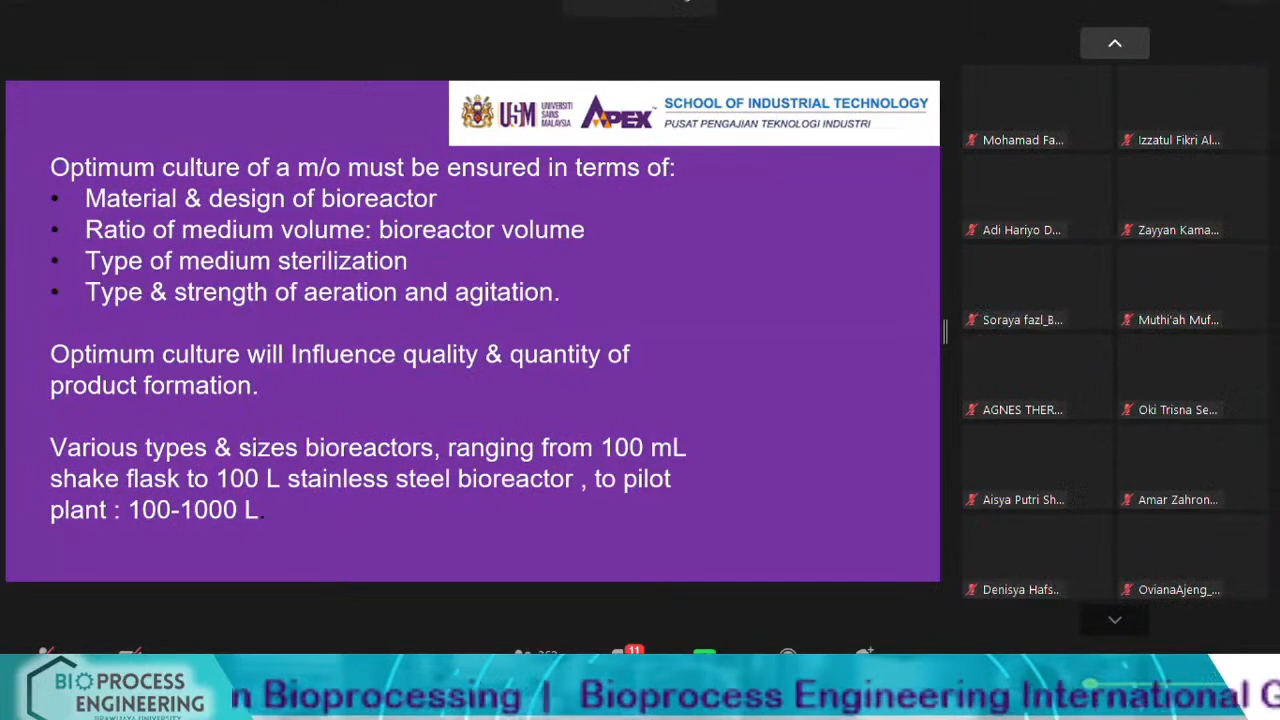 USM
UNIVERSITI
SAINS
MALAYSIA
APEX™
SCHOOL OF INDUSTRIAL TECHNOLOGY
PUSAT PENGAJIAN TEKNOLOGI INDUSTRI
Optimum culture of a m/o must be ensured in terms of:
• Material & design of bioreactor
• Ratio of medium volume: bioreactor volume
• Type of medium sterilization
• Type & strength of aeration and agitation.
Optimum culture will Influence quality & quantity of
product formation.
Various types & sizes bioreactors, ranging from 100 mL
shake flask to 100 L stainless steel bioreactor , to pilot
plant : 100-1000 L.
Mohamad Fa...
Izzatul Fikri Al...
Adi Hariyo D...
Zayyan Kama...
Soraya fazl_B...
Muthi'ah Muf...
AGNES THER...
Oki Trisna Se...
Aisya Putri Sh...
Amar Zahron...
Denisya Hafs..
OvianaAjeng_...
11
BIOPROCESS
ENGINEERING
BRAWIJAYA UNIVERSITY
n Bioprocessing | Bioprocess Engineering International